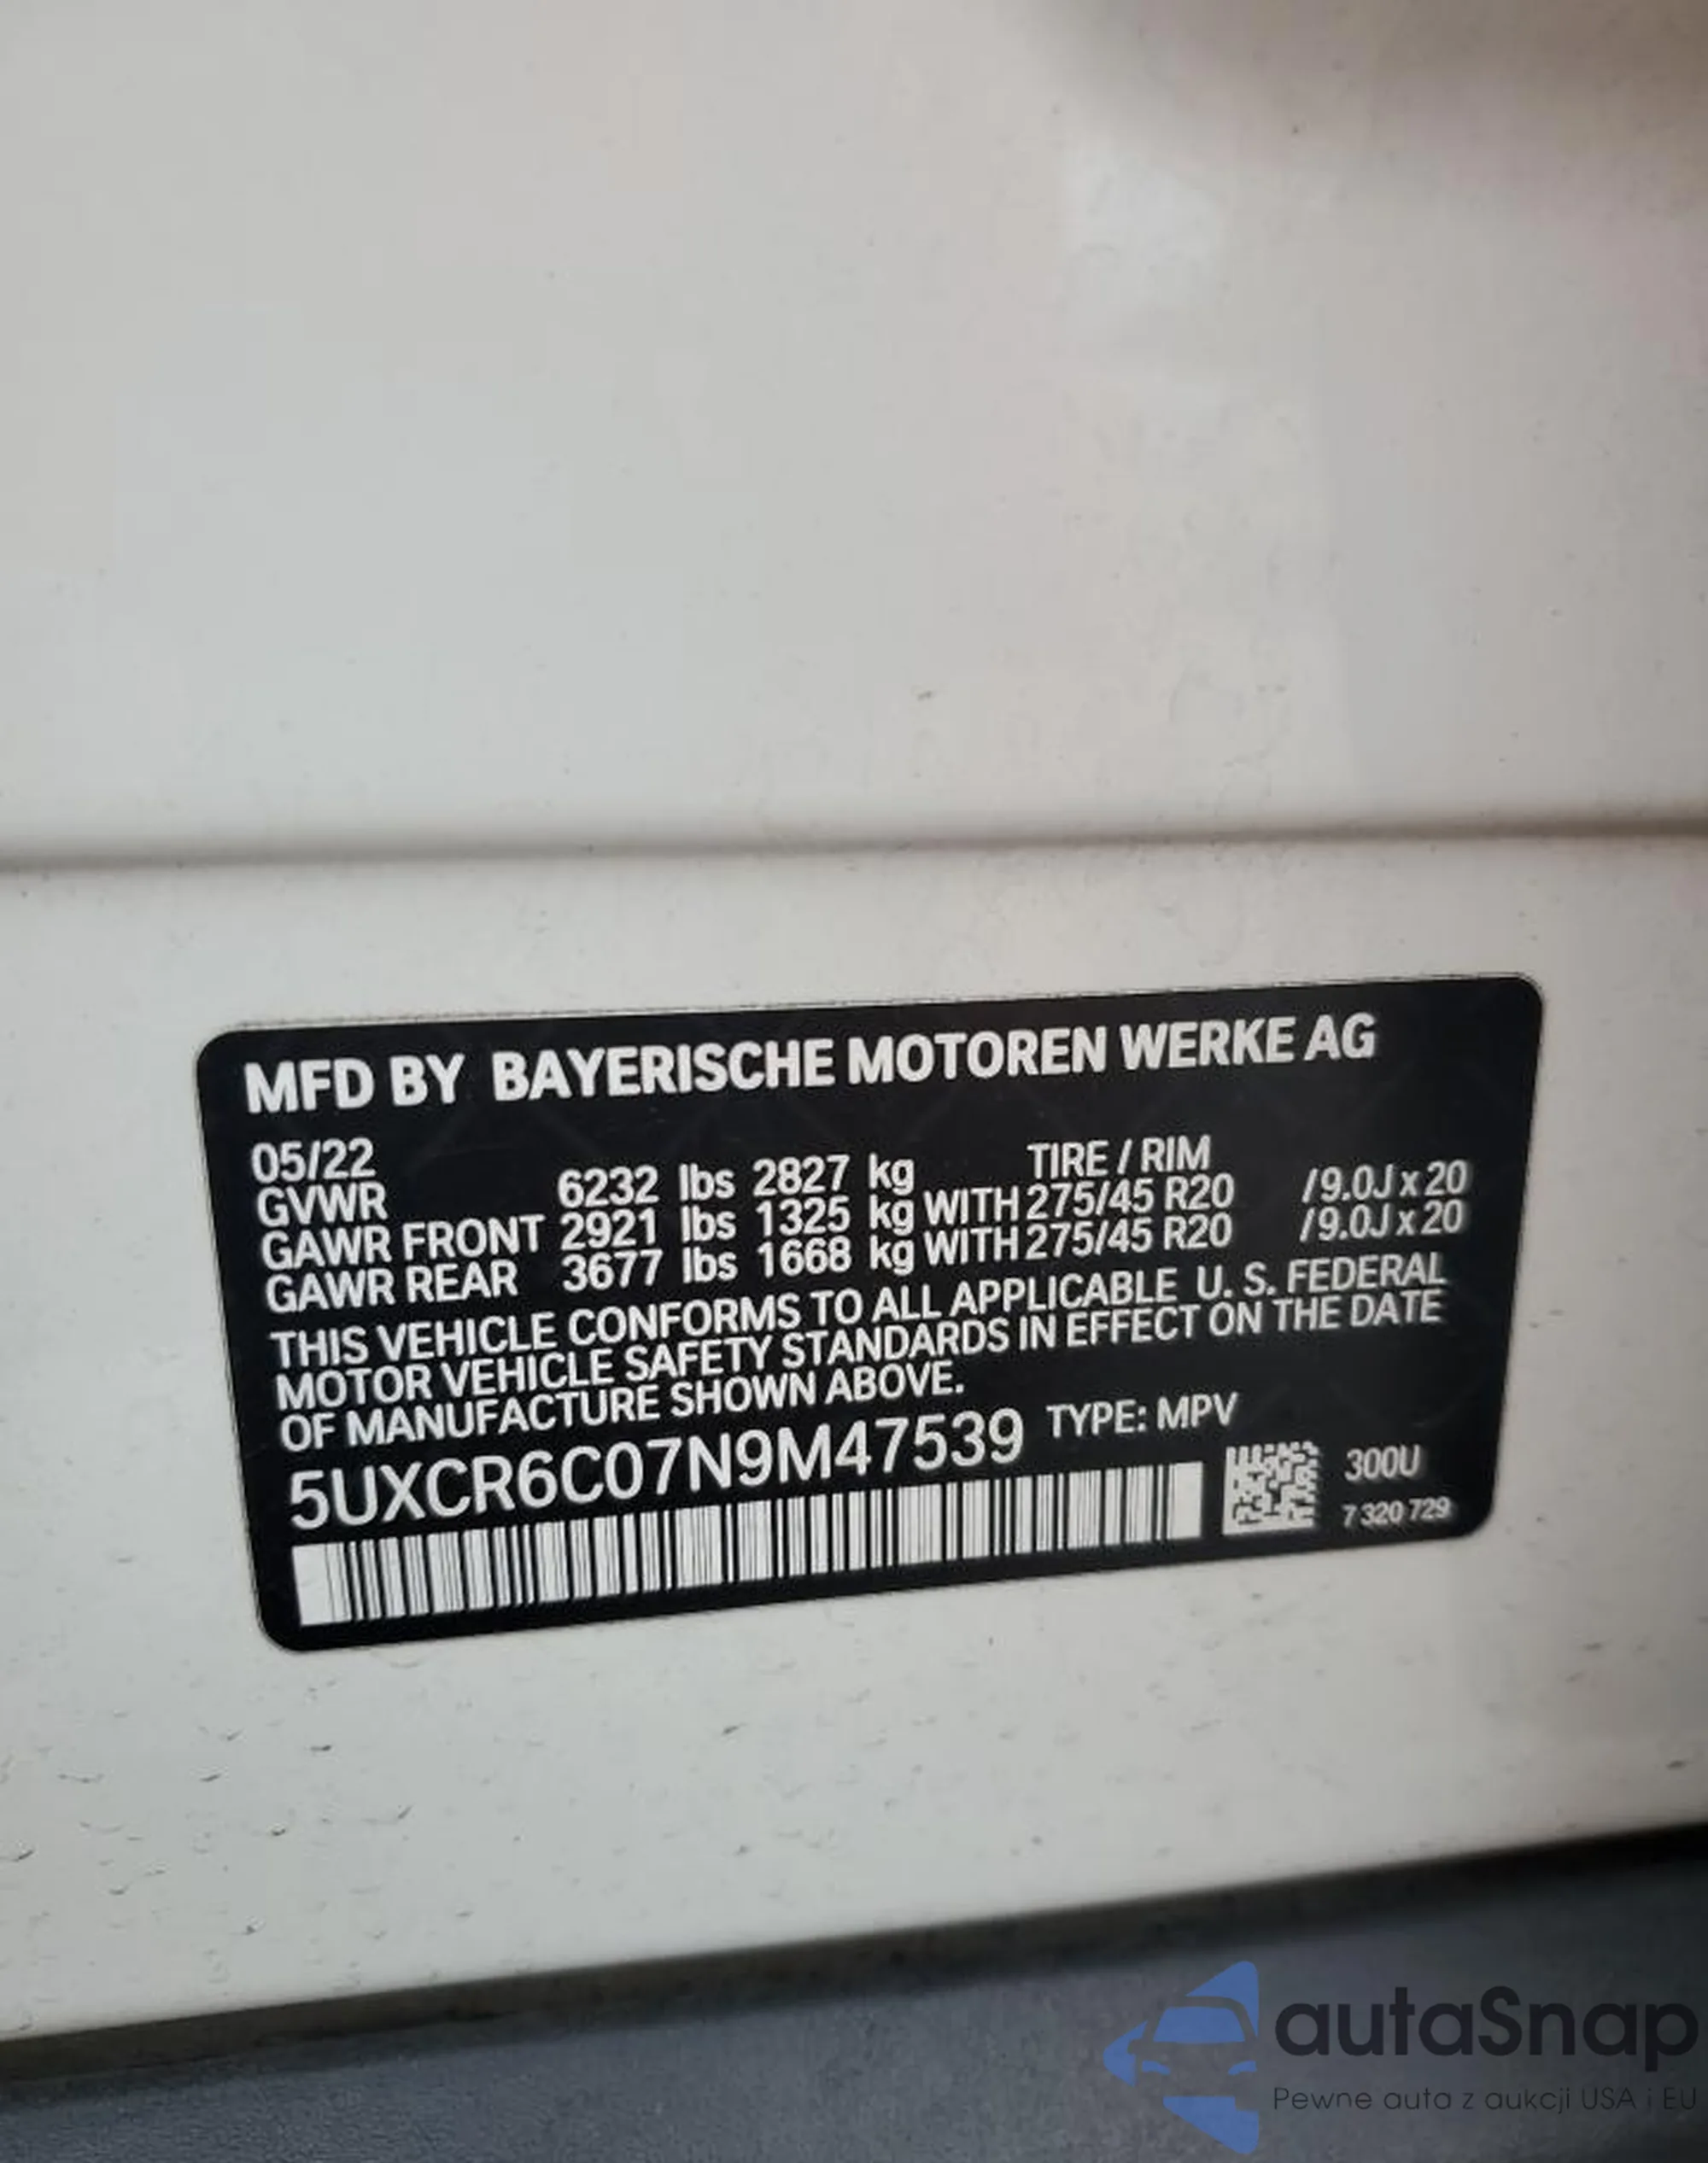 MFD BY BAYERISCHE MOTOREN WERKE AG
05/22 TIRE / RIM
GVWR 6232 lbs 2827 kg
GAWR FRONT 2921 lbs 1325 kg WITH 275/45 R20 /9.0J x 20
GAWR REAR 3677 lbs 1668 kg WITH 275/45 R20 /9.0J x 20
THIS VEHICLE CONFORMS TO ALL APPLICABLE U. S. FEDERAL
MOTOR VEHICLE SAFETY STANDARDS IN EFFECT ON THE DATE
OF MANUFACTURE SHOWN ABOVE.
5UXCR6C07N9M47539 TYPE: MPV
300U
7 320 729
autaSnap
Pewne auta z aukcji USA i EU